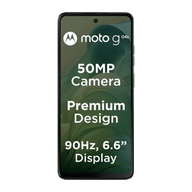 moto g
50MP
Camera
Premium
Design
90Hz, 6.6”
Display